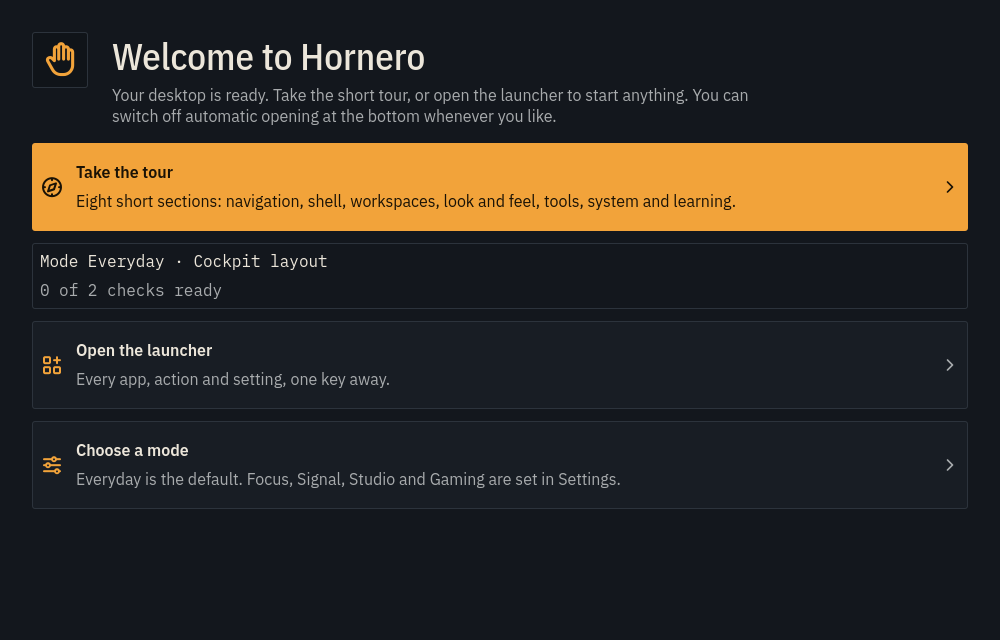 Welcome to Hornero
Your desktop is ready. Take the short tour, or open the launcher to start anything. You can
switch off automatic opening at the bottom whenever you like.
Take the tour
Eight short sections: navigation, shell, workspaces, look and feel, tools, system and learning.
Mode Everyday · Cockpit layout
0 of 2 checks ready
Open the launcher
Every app, action and setting, one key away.
Choose a mode
Everyday is the default. Focus, Signal, Studio and Gaming are set in Settings.